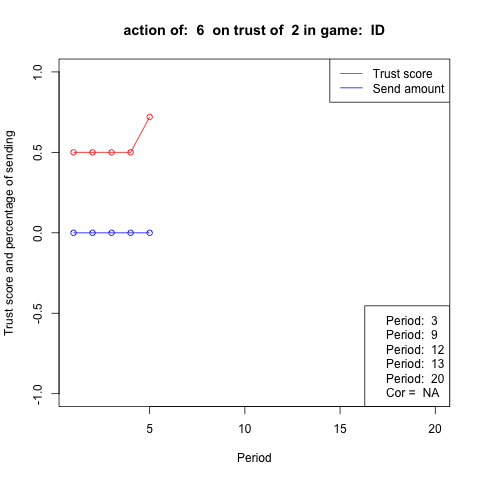 action of:  6  on trust of  2 in game:  ID
Trust score and percentage of sending
1.0
0.5
0.0
-0.5
-1.0
Trust score
Send amount
Period:  3
Period:  9
Period:  12
Period:  13
Period:  20
Cor =  NA
5 10 15 20
Period